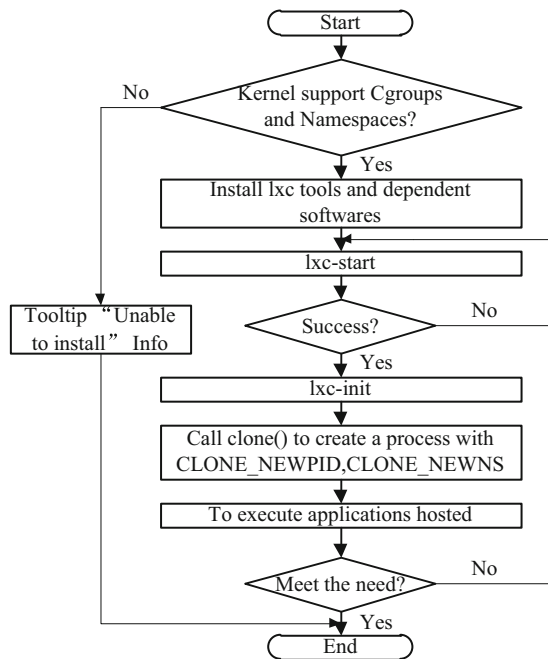 Start
No
Kernel support Cgroups
and Namespaces?
Yes
Install lxc tools and dependent
softwares
lxc-start
Tooltip “Unable
to install” Info
Success?
No
Yes
lxc-init
Call clone() to create a process with
CLONE_NEWPID,CLONE_NEWNS
To execute applications hosted
Meet the need?
No
Yes
End